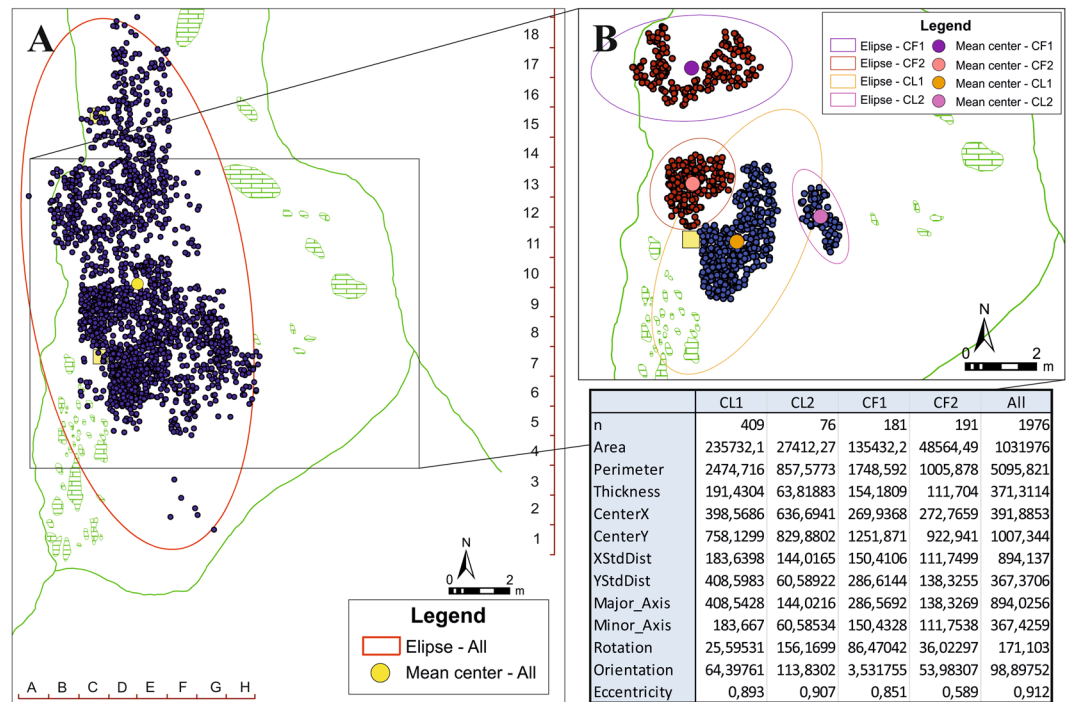 A
18
17
16
15
14
13
12
11
10
9
8
7
6
5
4
3
2
1
N
0 2
m
Legend
Elipse - All
Mean center - All
A B C D E F G H
B
Legend
Elipse - CF1 Mean center - CF1
Elipse - CF2 Mean center - CF2
Elipse - CL1 Mean center - CL1
Elipse - CL2 Mean center - CL2
N
0 2
m
CL1 CL2 CF1 CF2 All
n 409 76 181 191 1976
Area 235732,1 27412,27 135432,2 48564,49 1031976
Perimeter 2474,716 857,5773 1748,592 1005,878 5095,821
Thickness 191,4304 63,81883 154,1809 111,704 371,3114
CenterX 398,5686 636,6941 269,9368 272,7659 391,8853
CenterY 758,1299 829,8802 1251,871 922,941 1007,344
XStdDist 183,6398 144,0165 150,4106 111,7499 894,137
YStdDist 408,5983 60,58922 286,6144 138,3255 367,3706
Major_Axis 408,5428 144,0216 286,5692 138,3269 894,0256
Minor_Axis 183,667 60,58534 150,4328 111,7538 367,4259
Rotation 25,59531 156,1699 86,47042 36,02297 171,103
Orientation 64,39761 113,8302 3,531755 53,98307 98,89752
Eccentricity 0,893 0,907 0,851 0,589 0,912